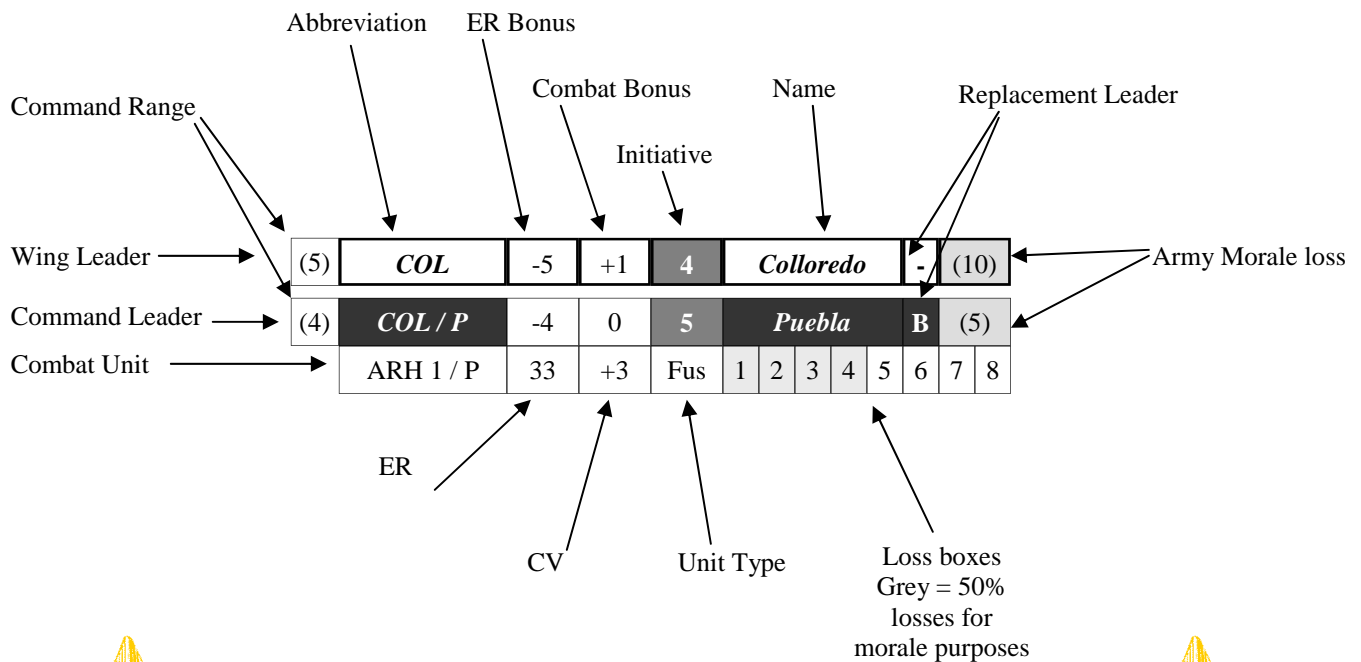 Abbreviation ER Bonus
Combat Bonus Name Replacement Leader
Command Range
Initiative
Wing Leader (5) COL -5 +1 4 Colloredo - (10) Army Morale loss
Command Leader (4) COL / P -4 0 5 Puebla B (5)
Combat Unit ARH 1 / P 33 +3 Fus 1 2 3 4 5 6 7 8
ER
CV Unit Type Loss boxes
Grey = 50%
losses for
morale purposes